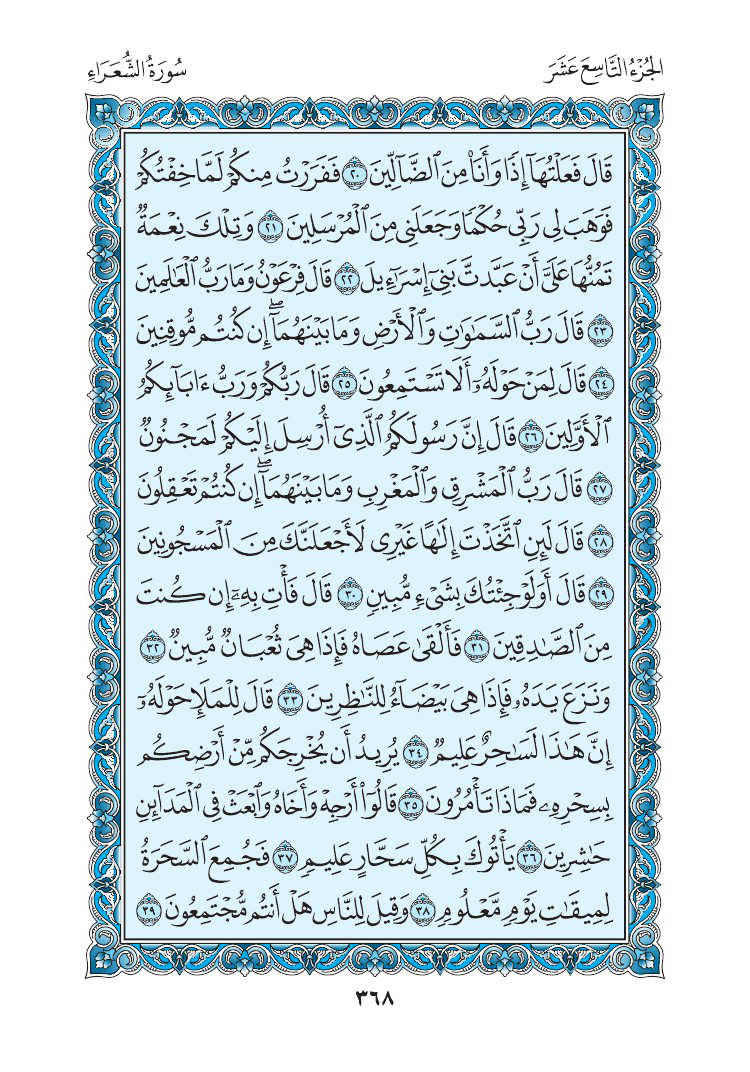 الجُزْءُ التَّاسِعَ عَشَرَ
سُورَةُ الشُّعَرَاءِ
قَالَ فَعَلْتُهَآ إِذٗا وَأَنَا۠ مِنَ ٱلضَّآلِّينَ ٢٠ فَفَرَرۡتُ مِنكُمۡ لَمَّا خِفۡتُكُمۡ
فَوَهَبَ لِي رَبِّي حُكۡمٗا وَجَعَلَنِي مِنَ ٱلۡمُرۡسَلِينَ ٢١ وَتِلۡكَ نِعۡمَةٞ
تَمُنُّهَا عَلَيَّ أَنۡ عَبَّدتَّ بَنِيٓ إِسۡرَٰٓءِيلَ ٢٢ قَالَ فِرۡعَوۡنُ وَمَا رَبُّ ٱلۡعَٰلَمِينَ
٢٣ قَالَ رَبُّ ٱلسَّمَٰوَٰتِ وَٱلۡأَرۡضِ وَمَا بَيۡنَهُمَآۖ إِن كُنتُم مُّوقِنِينَ
٢٤ قَالَ لِمَنۡ حَوۡلَهُۥٓ أَلَا تَسۡتَمِعُونَ ٢٥ قَالَ رَبُّكُمۡ وَرَبُّ ءَابَآئِكُمُ
ٱلۡأَوَّلِينَ ٢٦ قَالَ إِنَّ رَسُولَكُمُ ٱلَّذِيٓ أُرۡسِلَ إِلَيۡكُمۡ لَمَجۡنُونٞ
٢٧ قَالَ رَبُّ ٱلۡمَشۡرِقِ وَٱلۡمَغۡرِبِ وَمَا بَيۡنَهُمَآۖ إِن كُنتُمۡ تَعۡقِلُونَ
٢٨ قَالَ لَئِنِ ٱتَّخَذۡتَ إِلَٰهًا غَيۡرِي لَأَجۡعَلَنَّكَ مِنَ ٱلۡمَسۡجُونِينَ
٢٩ قَالَ أَوَلَوۡ جِئۡتُكَ بِشَيۡءٖ مُّبِينٖ ٣٠ قَالَ فَأۡتِ بِهِۦٓ إِن كُنتَ
مِنَ ٱلصَّٰدِقِينَ ٣١ فَأَلۡقَىٰ عَصَاهُ فَإِذَا هِيَ ثُعۡبَانٞ مُّبِينٞ ٣٢
وَنَزَعَ يَدَهُۥ فَإِذَا هِيَ بَيۡضَآءُ لِلنَّٰظِرِينَ ٣٣ قَالَ لِلۡمَلَإِ حَوۡلَهُۥٓ
إِنَّ هَٰذَا لَسَٰحِرٌ عَلِيمٞ ٣٤ يُرِيدُ أَن يُخۡرِجَكُم مِّنۡ أَرۡضِكُم
بِسِحۡرِهِۦ فَمَاذَا تَأۡمُرُونَ ٣٥ قَالُوٓاْ أَرۡجِهۡ وَأَخَاهُ وَٱبۡعَثۡ فِي ٱلۡمَدَآئِنِ
حَٰشِرِينَ ٣٦ يَأۡتُوكَ بِكُلِّ سَحَّارٍ عَلِيمٖ ٣٧ فَجُمِعَ ٱلسَّحَرَةُ
لِمِيقَٰتِ يَوۡمٖ مَّعۡلُومٖ ٣٨ وَقِيلَ لِلنَّاسِ هَلۡ أَنتُم مُّجۡتَمِعُونَ ٣٩
٣٦٨